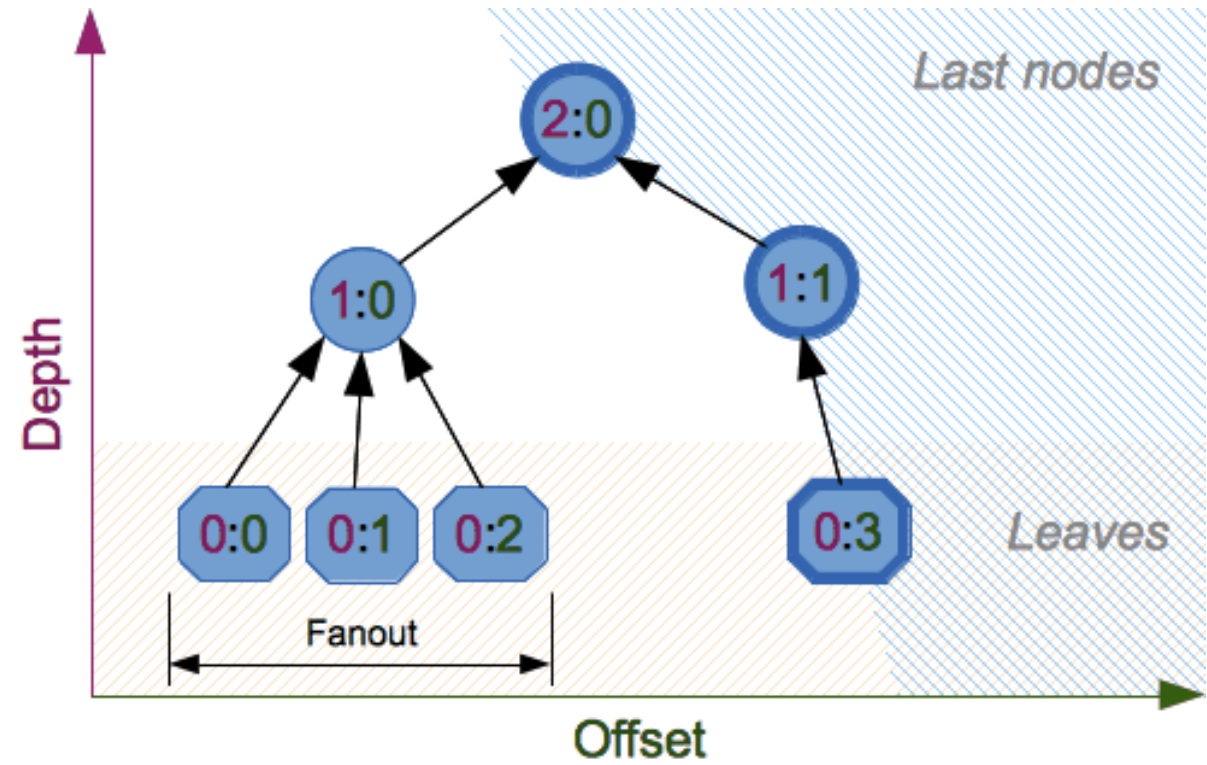 Last nodes
2:0
1:0
1:1
Depth
0:0 0:1 0:2 0:3
Leaves
Fanout
Offset